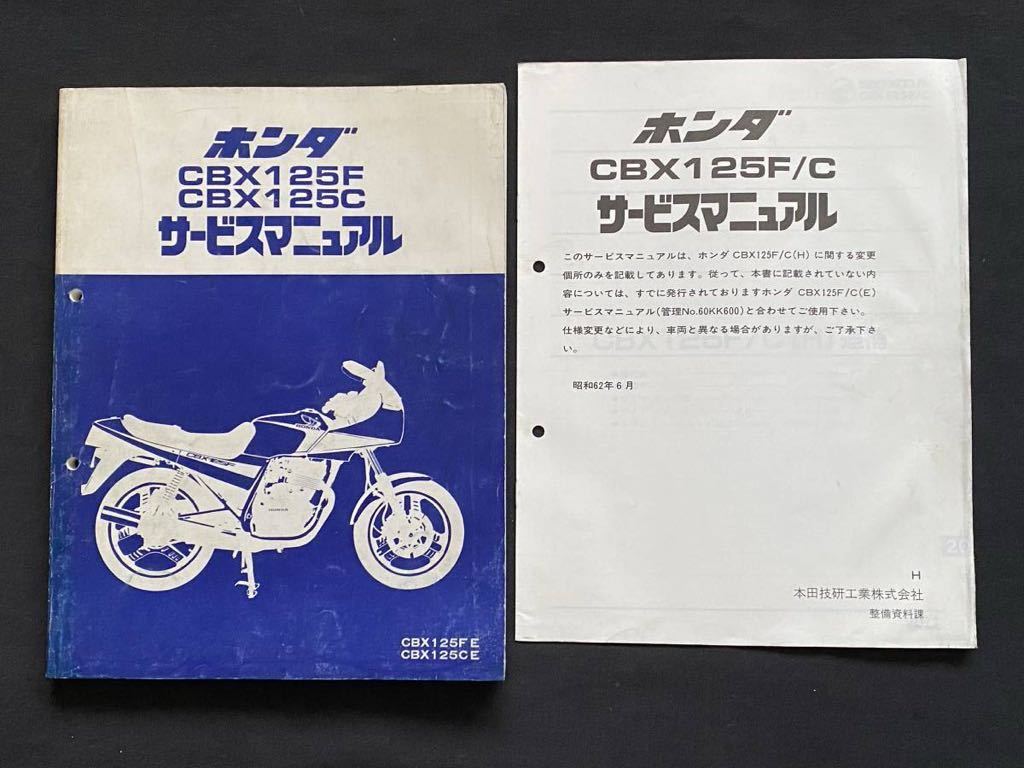 ホンダ
CBX125F
CBX125C
サービスマニュアル
HONDA
CBX125F
HONDA
CBX125FE
CBX125CE
ホンダ
CBX125F/C
サービスマニュアル
このサービスマニュアルは、ホンダ CBX125F/C(H) に関する変更
個所のみを記載してあります。従って、本書に記載されていない内
容については、すでに発行されておりますホンダ CBX125F/C(E)
サービスマニュアル(管理No.60KK600)と合わせてご使用下さい。
仕様変更などにより、車両と異なる場合がありますが、ご了承下さ
い。
昭和62年6月
H
本田技研工業株式会社
整備資料課